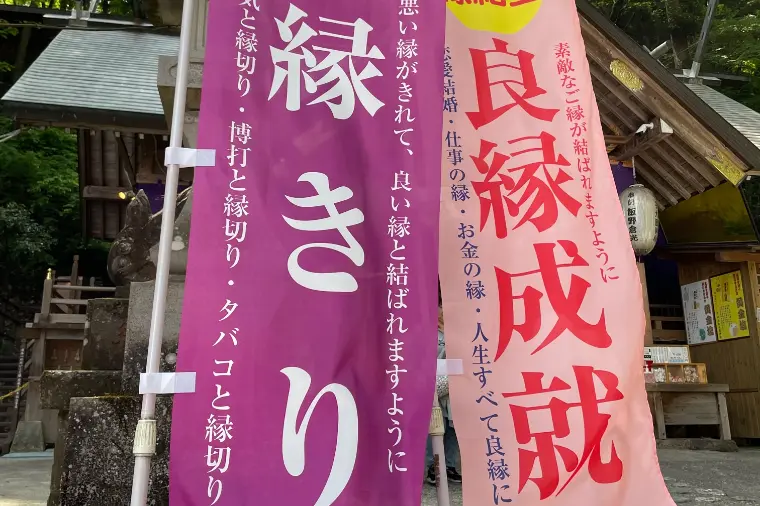 素敵なご縁が結ばれますように
良縁成就
恋愛結婚・仕事の縁・お金の縁・人生すべて良縁に
悪い縁がきれて、良い縁と結ばれますように
縁きり
気と縁切り・博打と縁切り・タバコと縁切り